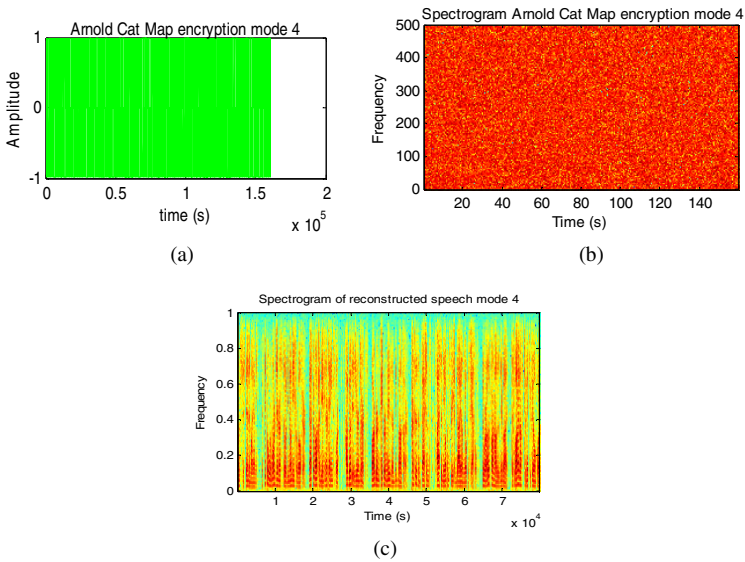 Arnold Cat Map encryption mode 4
Amplitude
1
0
-1
0 0.5 1 1.5 2
x 10^5
time (s)
(a)
Spectrogram Arnold Cat Map encryption mode 4
Frequency
500
400
300
200
100
0
20 40 60 80 100 120 140
Time (s)
(b)
Spectrogram of reconstructed speech mode 4
Frequency
1
0.8
0.6
0.4
0.2
0
1 2 3 4 5 6 7
Time (s)
x 10^4
(c)